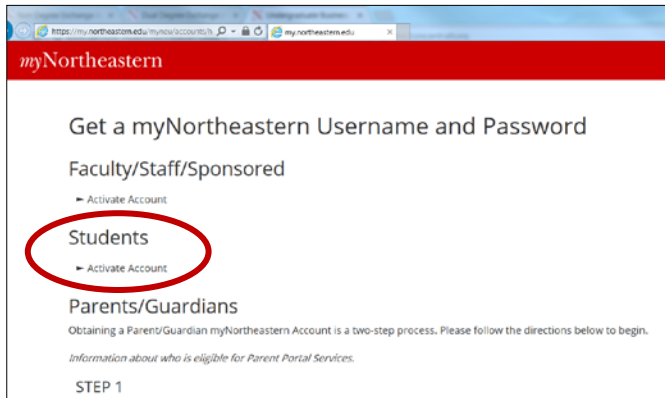 https://my.northeastern.edu/myneu/accounts/h
my.northeastern.edu
myNortheastern
Get a myNortheastern Username and Password
Faculty/Staff/Sponsored
► Activate Account
Students
► Activate Account
Parents/Guardians
Obtaining a Parent/Guardian myNortheastern Account is a two-step process. Please follow the directions below to begin.
Information about who is eligible for Parent Portal Services.
STEP 1